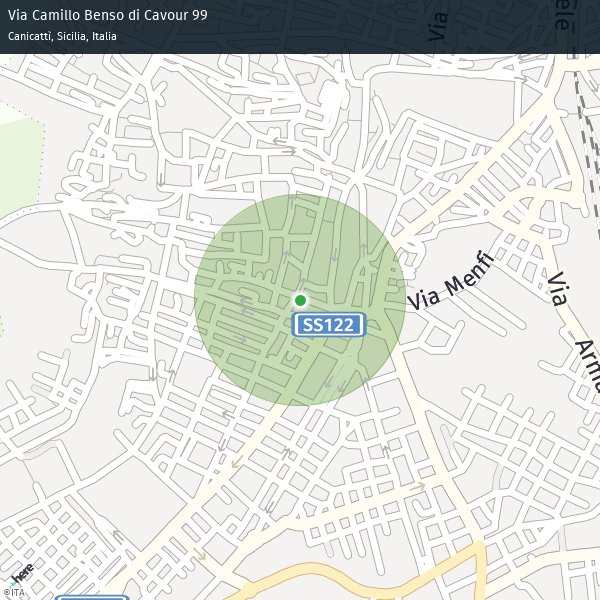 Via Camillo Benso di Cavour 99
Canicattì, Sicilia, Italia
Via
ele
Via Menfi
Via
Arma
SS122
here
©ITA